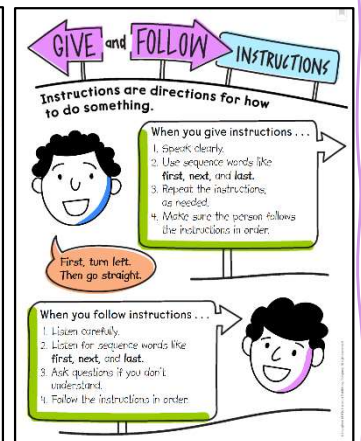 GIVE and FOLLOW INSTRUCTIONS
Instructions are directions for how
to do something.
When you give instructions . . .
1. Speak clearly.
2. Use sequence words like
first, next, and last.
3. Repeat the instructions,
as needed.
4. Make sure the person follows
the instructions in order.
First, turn left.
Then go straight.
When you follow instructions . . .
1. Listen carefully.
2. Listen for sequence words like
first, next, and last.
3. Ask questions if you don't
understand.
4. Follow the instructions in order.